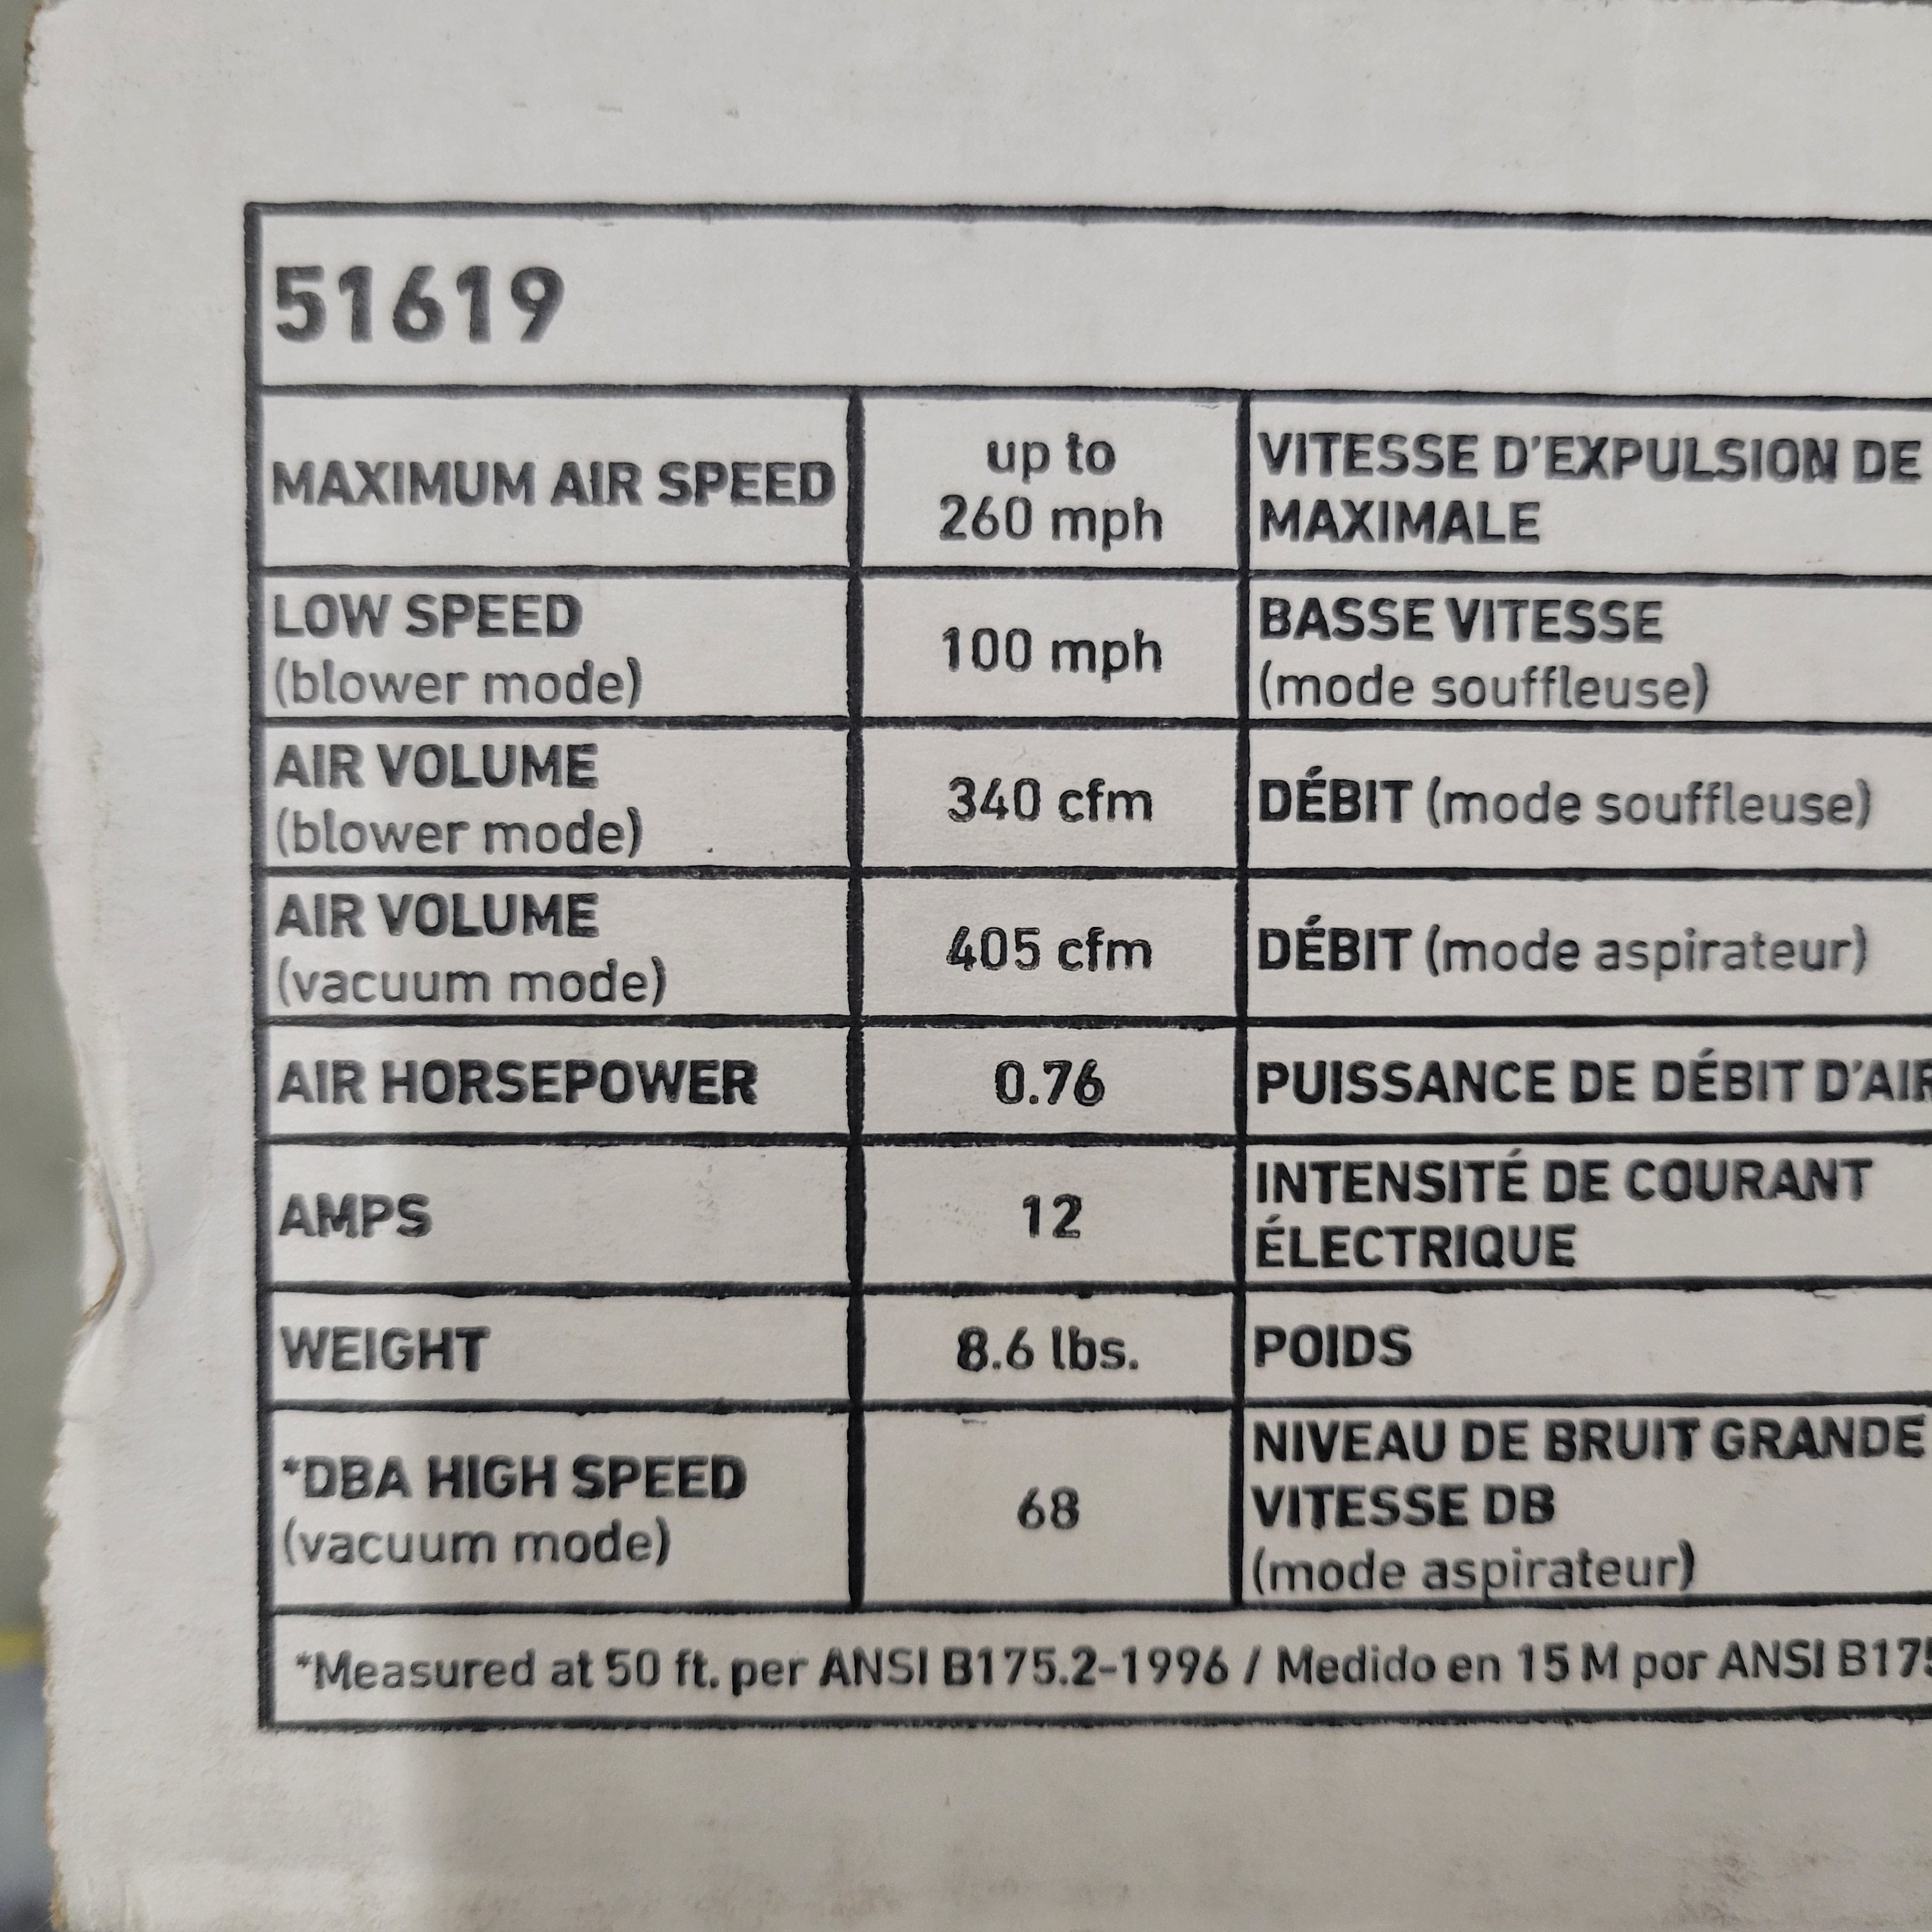 51619
MAXIMUM AIR SPEED
up to
260 mph
VITESSE D'EXPULSION DE
MAXIMALE
LOW SPEED
(blower mode)
100 mph
BASSE VITESSE
(mode souffleuse)
AIR VOLUME
(blower mode)
340 cfm
DÉBIT (mode souffleuse)
AIR VOLUME
(vacuum mode)
405 cfm
DÉBIT (mode aspirateur)
AIR HORSEPOWER
0.76
PUISSANCE DE DÉBIT D'AIR
AMPS
12
INTENSITÉ DE COURANT
ÉLECTRIQUE
WEIGHT
8.6 lbs.
POIDS
*DBA HIGH SPEED
(vacuum mode)
68
NIVEAU DE BRUIT GRANDE
VITESSE DB
(mode aspirateur)
*Measured at 50 ft. per ANSI B175.2-1996 / Medido en 15 M por ANSI B175